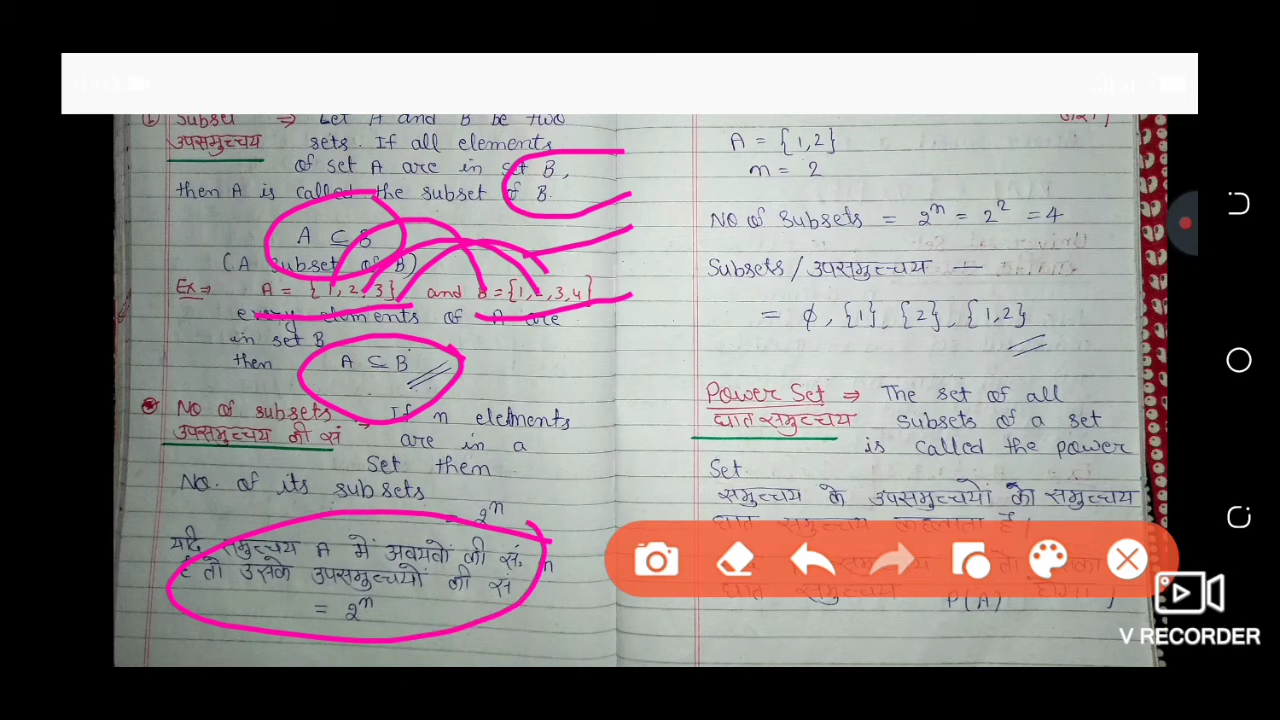 Subset ⇒ Let A and B be two
उपसमुच्चय sets. If all elements
of set A are in set B,
then A is called the subset of B.
A ⊆ B
(A subset of B)
Ex ⇒ A = {1, 2, 3} and B = {1, 2, 3, 4}
every elements of A are
in set B
then A ⊆ B
No of subsets ⇒ If n elements
उपसमुच्चय की सं are in a
Set then
No. of its subsets
= 2ⁿ
यदि समुच्चय A में अवयवों की सं. n
है तो उसके उपसमुच्चयों की सं
= 2ⁿ
A = {1,2}
n = 2
No of subsets = 2ⁿ = 2² = 4
Subsets/उपसमुच्चय —
= ϕ, {1}, {2}, {1,2}
Power Set ⇒ The set of all
घात समुच्चय subsets of a set
is called the power
Set
समुच्चय के उपसमुच्चयों को समुच्चय
घात समुच्चय कहलाता है।
घात समुच्चय P(A) होगा।
V RECORDER